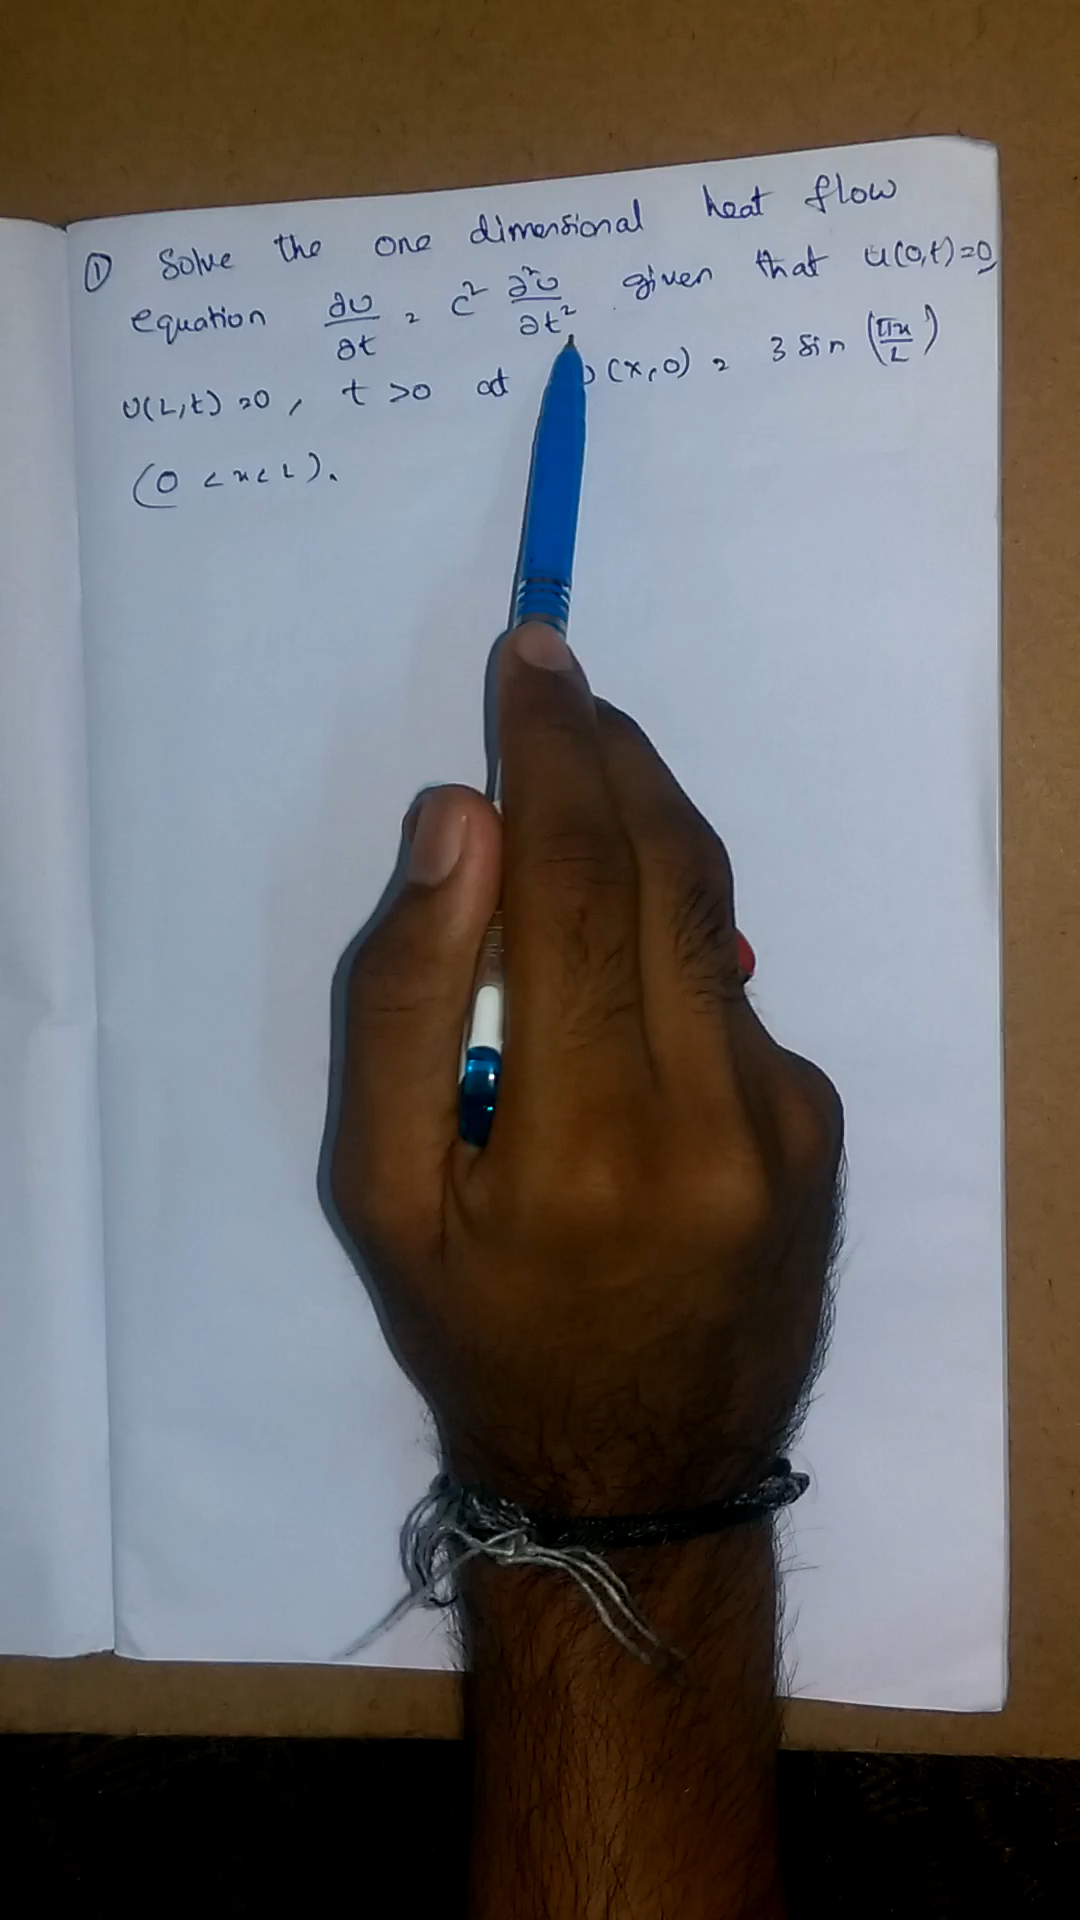 ① Solve the one dimensional heat flow
equation ∂u/∂t = c² ∂²u/∂t² given that u(0,t)=0,
u(L,t) =0, t >0 at (x,0) = 3 sin (πx/L)
(0 < x < L).